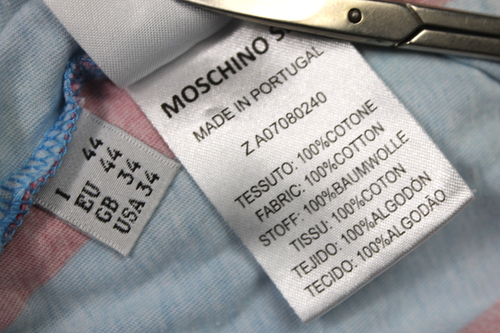 MOSCHINO S
MADE IN PORTUGAL
Z A07080240
TESSUTO: 100%COTONE
FABRIC: 100%COTTON
STOFF: 100%BAUMWOLLE
TISSU: 100%COTON
TEJIDO: 100%ALGODÓN
TECIDO: 100%ALGODÃO
I 44
EU 44
GB 34
USA 34